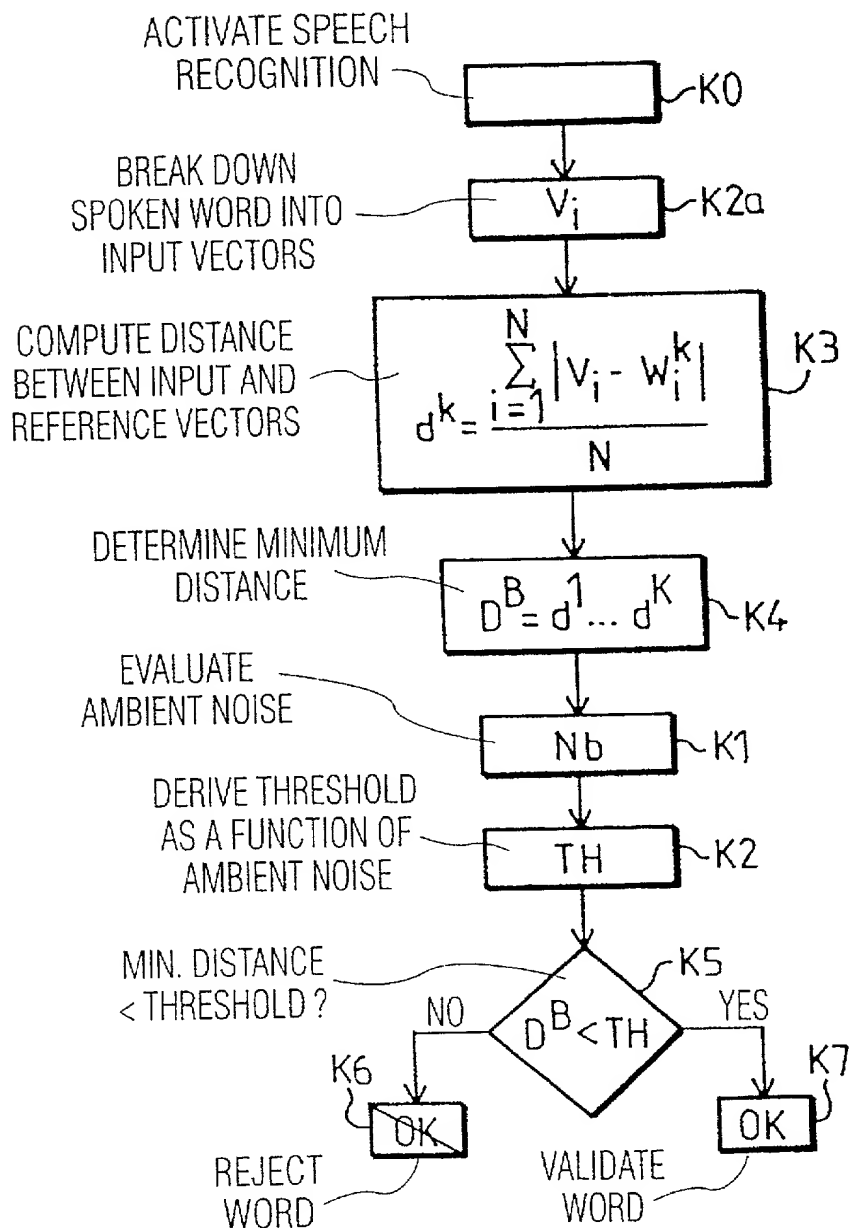 ACTIVATE SPEECH
RECOGNITION
K0
BREAK DOWN
SPOKEN WORD INTO
INPUT VECTORS
Vi
K2a
COMPUTE DISTANCE
BETWEEN INPUT AND
REFERENCE VECTORS
d^k = Σ_{i=1}^{N} |V_i - W_i^k| / N
K3
DETERMINE MINIMUM
DISTANCE
D^B = d^1 ... d^K
K4
EVALUATE
AMBIENT NOISE
Nb
K1
DERIVE THRESHOLD
AS A FUNCTION OF
AMBIENT NOISE
TH
K2
MIN. DISTANCE
< THRESHOLD ?
D^B < TH
K5
NO
YES
K6
OK
REJECT
WORD
K7
OK
VALIDATE
WORD